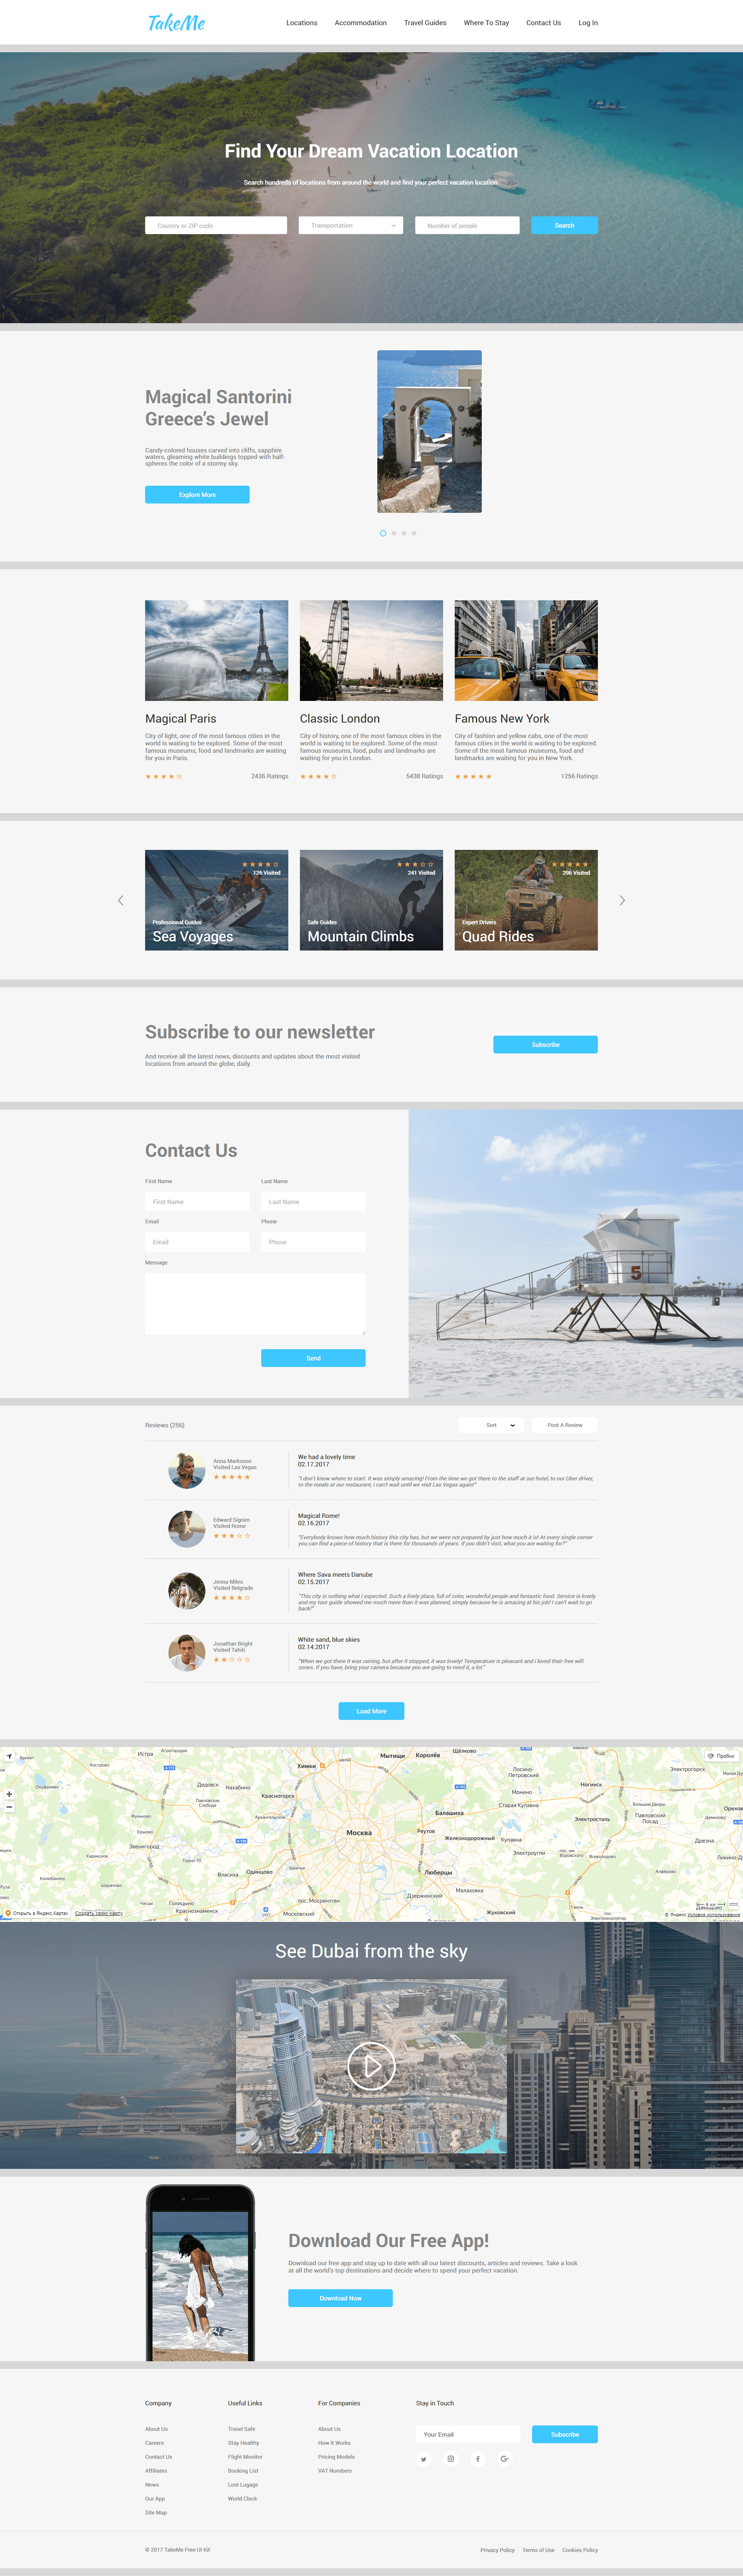 TakeMe
Locations Accommodation Travel Guides Where To Stay Contact Us Log In
Find Your Dream Vacation Location
Search hundreds of locations from around the world and find your perfect vacation location.
Country or ZIP code Transportation Number of people Search
Magical Santorini
Greece's Jewel
Candy-colored houses carved into cliffs, sapphire
waters, gleaming white buildings topped with half-
spheres the color of a stormy sky.
Explore More
Magical Paris
City of light, one of the most famous cities in the
world is waiting to be explored. Some of the most
famous museums, food and landmarks are waiting
for you in Paris.
2436 Ratings
Classic London
City of history, one of the most famous cities in the
world is waiting to be explored. Some of the most
famous museums, food, pubs and landmarks are
waiting for you in London.
5438 Ratings
Famous New York
City of fashion and yellow cabs, one of the most
famous cities in the world is waiting to be explored.
Some of the most famous museums, food and
landmarks are waiting for you in New York.
1256 Ratings
126 Visited
Professional Guides
Sea Voyages
241 Visited
Safe Guides
Mountain Climbs
296 Visited
Expert Drivers
Quad Rides
Subscribe to our newsletter
And receive all the latest news, discounts and updates about the most visited
locations from around the globe, daily.
Subscribe
Contact Us
First Name Last Name
First Name Last Name
Email Phone
Email Phone
Message
Send
5
Reviews (256) Sort Post A Review
Anna Marksson
Visited Las Vegas
We had a lovely time
02.17.2017
"I don't know where to start. It was simply amazing! From the time we got there to the staff at our hotel, to our Uber driver,
to the meals at our restaurant, i can't wait until we visit Las Vegas again!"
Edward Signim
Visited Rome
Magical Rome!
02.16.2017
"Everybody knows how much history this city has, but we were not prepared by just how much it is! At every single corner
you can find a piece of history that is there for thousands of years. If you didn't visit, what you are waiting for?"
Jenna Miles
Visited Belgrade
Where Sava meets Danube
02.15.2017
"This city is nothing what i expected. Such a lively place, full of color, wonderful people and fantastic food. Service is lovely
and my tour guide showed me much more than it was planned, simply because he is amazing at his job! I can't wait to go
back!"
Jonathan Bright
Visited Tahiti
White sand, blue skies
02.14.2017
"When we got there it was raining, but after it stopped, it was lovely! Temperature is pleasant and i loved their free wifi
zones. If you have, bring your camera because you are going to need it, a lot."
Load More
Истра
Химки
Мытищи
Королёв
Щёлково
Пробки
Лосино-
Петровский
Электрогорск
Дедовск
Нахабино
Красногорск
Монино
Ногинск
Павловская
Слобода
Балашиха
Старая Купавна
Электросталь
Павловский
Посад
Москва
Реутов
Железнодорожный
Купавна
Дрезна
Звенигород
Власиха
Одинцово
Люберцы
Электроугли
Малаховка
Дзержинский
Голицыно
Краснознаменск
пос. Мосрентген
Московский
Жуковский
Открыть в Яндекс.Картах
Создать свою карту
© Яндекс Условия использования
See Dubai from the sky
Download Our Free App!
Download our free app and stay up to date with all our latest discounts, articles and reviews. Take a look
at all the world's top destinations and decide where to spend your perfect vacation.
Download Now
Company
About Us
Careers
Contact Us
Affiliates
News
Our App
Site Map
Useful Links
Travel Safe
Stay Healthy
Flight Monitor
Booking List
Lost Lugage
World Clock
For Companies
About Us
How It Works
Pricing Models
VAT Numbers
Stay in Touch
Your Email Subscribe
© 2017 TakeMe Free UI Kit
Privacy Policy Terms of Use Cookies Policy